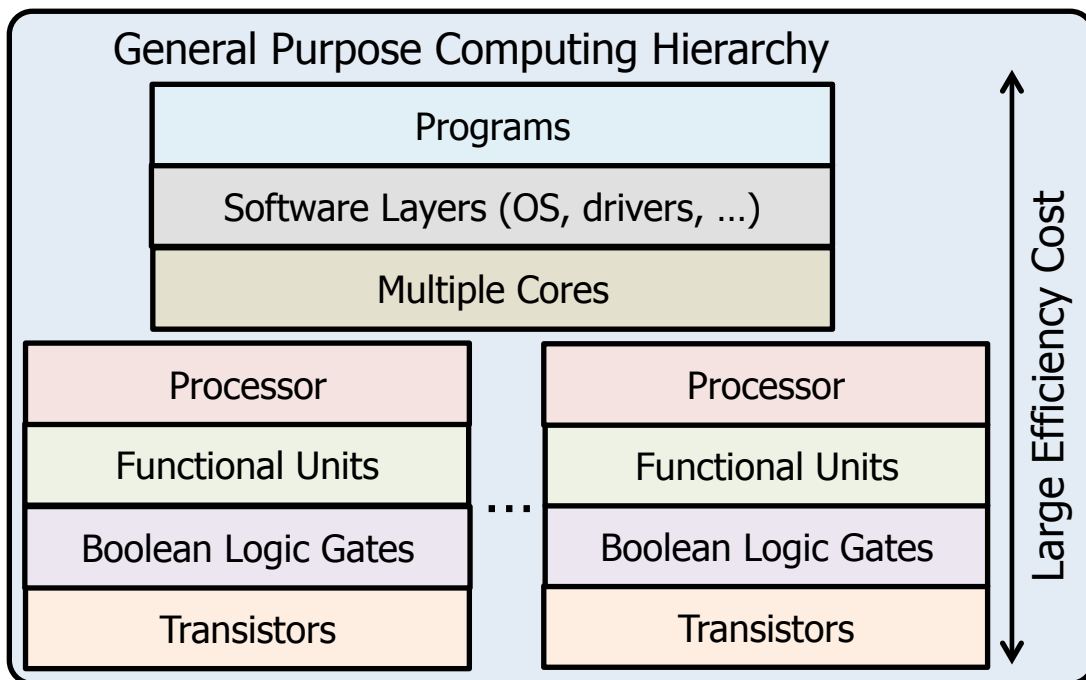 General Purpose Computing Hierarchy
Programs
Software Layers (OS, drivers, …)
Multiple Cores
Processor
Functional Units
Boolean Logic Gates
Transistors
…
Processor
Functional Units
Boolean Logic Gates
Transistors
Large Efficiency Cost